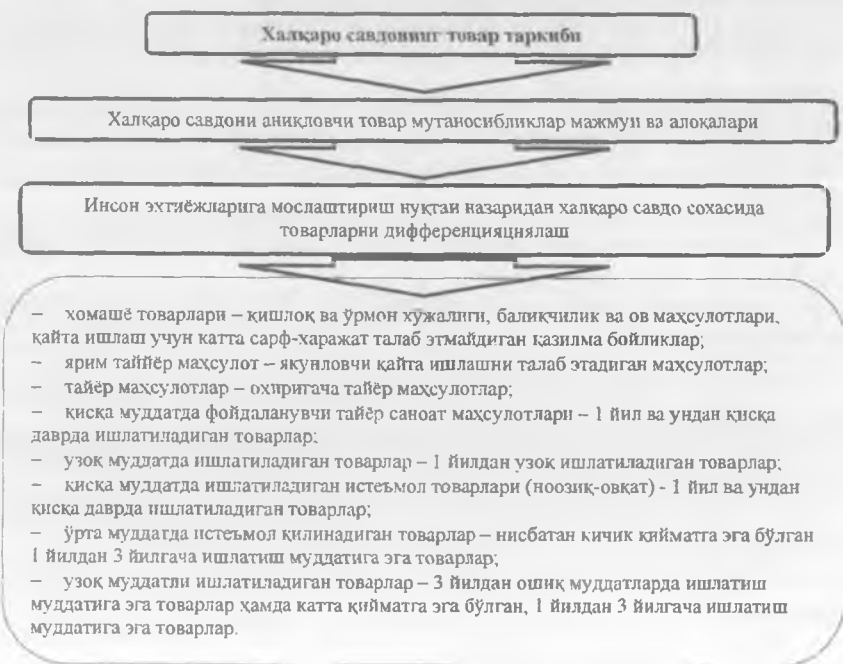 Халқаро савдонинг товар таркиби
Халқаро савдони аниқловчи товар мутаносибликлар мажмуи ва алоқалари
Инсон эхтиёжларига мослаштириш нуқтаи назаридан халқаро савдо сохасида
товарларни дифференцияциялаш
– хомашё товарлари – қишлоқ ва ўрмон хўжалиги, балиқчилик ва ов маҳсулотлари,
қайта ишлаш учун катта сарф-харажат талаб этмайдиган қазилма бойликлар;
– ярим таййёр маҳсулот – якунловчи қайта ишлашни талаб этадиган маҳсулотлар;
– тайёр маҳсулотлар – охиригача тайёр маҳсулотлар;
– қисқа муддатда фойдаланувчи тайёр саноат маҳсулотлари – 1 йил ва ундан қисқа
даврда ишлатиладиган товарлар;
– узоқ муддатда ишлатиладиган товарлар – 1 йилдан узоқ ишлатиладиган товарлар;
– қисқа муддатда ишлатиладиган истеъмол товарлари (ноозиқ-овқат) - 1 йил ва ундан
қисқа даврда ишлатиладиган товарлар;
– ўрта муддатда истеъмол қилинадиган товарлар – нисбатан кичик қийматга эга бўлган
1 йилдан 3 йилгача ишлатиш муддатига эга товарлар;
– узоқ муддатли ишлатиладиган товарлар – 3 йилдан ошиқ муддатларда ишлатиш
муддатига эга товарлар ҳамда катта қийматга эга бўлган, 1 йилдан 3 йилгача ишлатиш
муддатига эга товарлар.